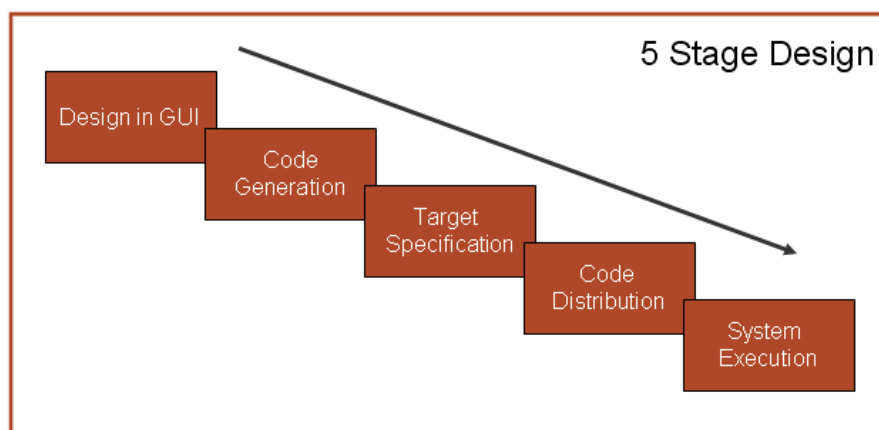 5 Stage Design
Design in GUI
Code
Generation
Target
Specification
Code
Distribution
System
Execution